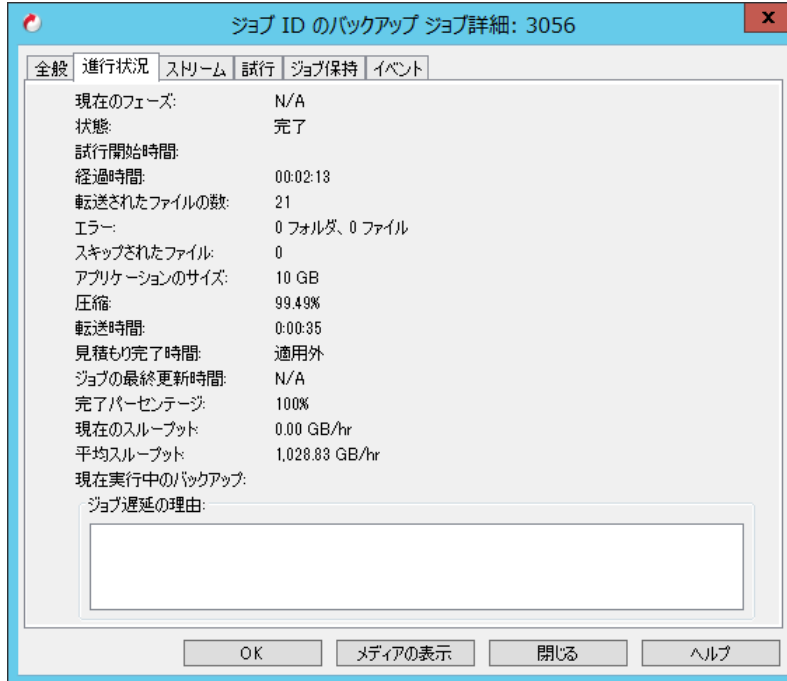 ジョブ ID のバックアップ ジョブ詳細: 3056
x
全般 進行状況 ストリーム 試行 ジョブ保持 イベント
現在のフェーズ: N/A
状態: 完了
試行開始時間:
経過時間: 00:02:13
転送されたファイルの数: 21
エラー: 0 フォルダ、0 ファイル
スキップされたファイル: 0
アプリケーションのサイズ: 10 GB
圧縮: 99.49%
転送時間: 0:00:35
見積もり完了時間: 適用外
ジョブの最終更新時間: N/A
完了パーセンテージ: 100%
現在のスループット: 0.00 GB/hr
平均スループット: 1,028.83 GB/hr
現在実行中のバックアップ:
ジョブ遅延の理由:
OK メディアの表示 閉じる ヘルプ